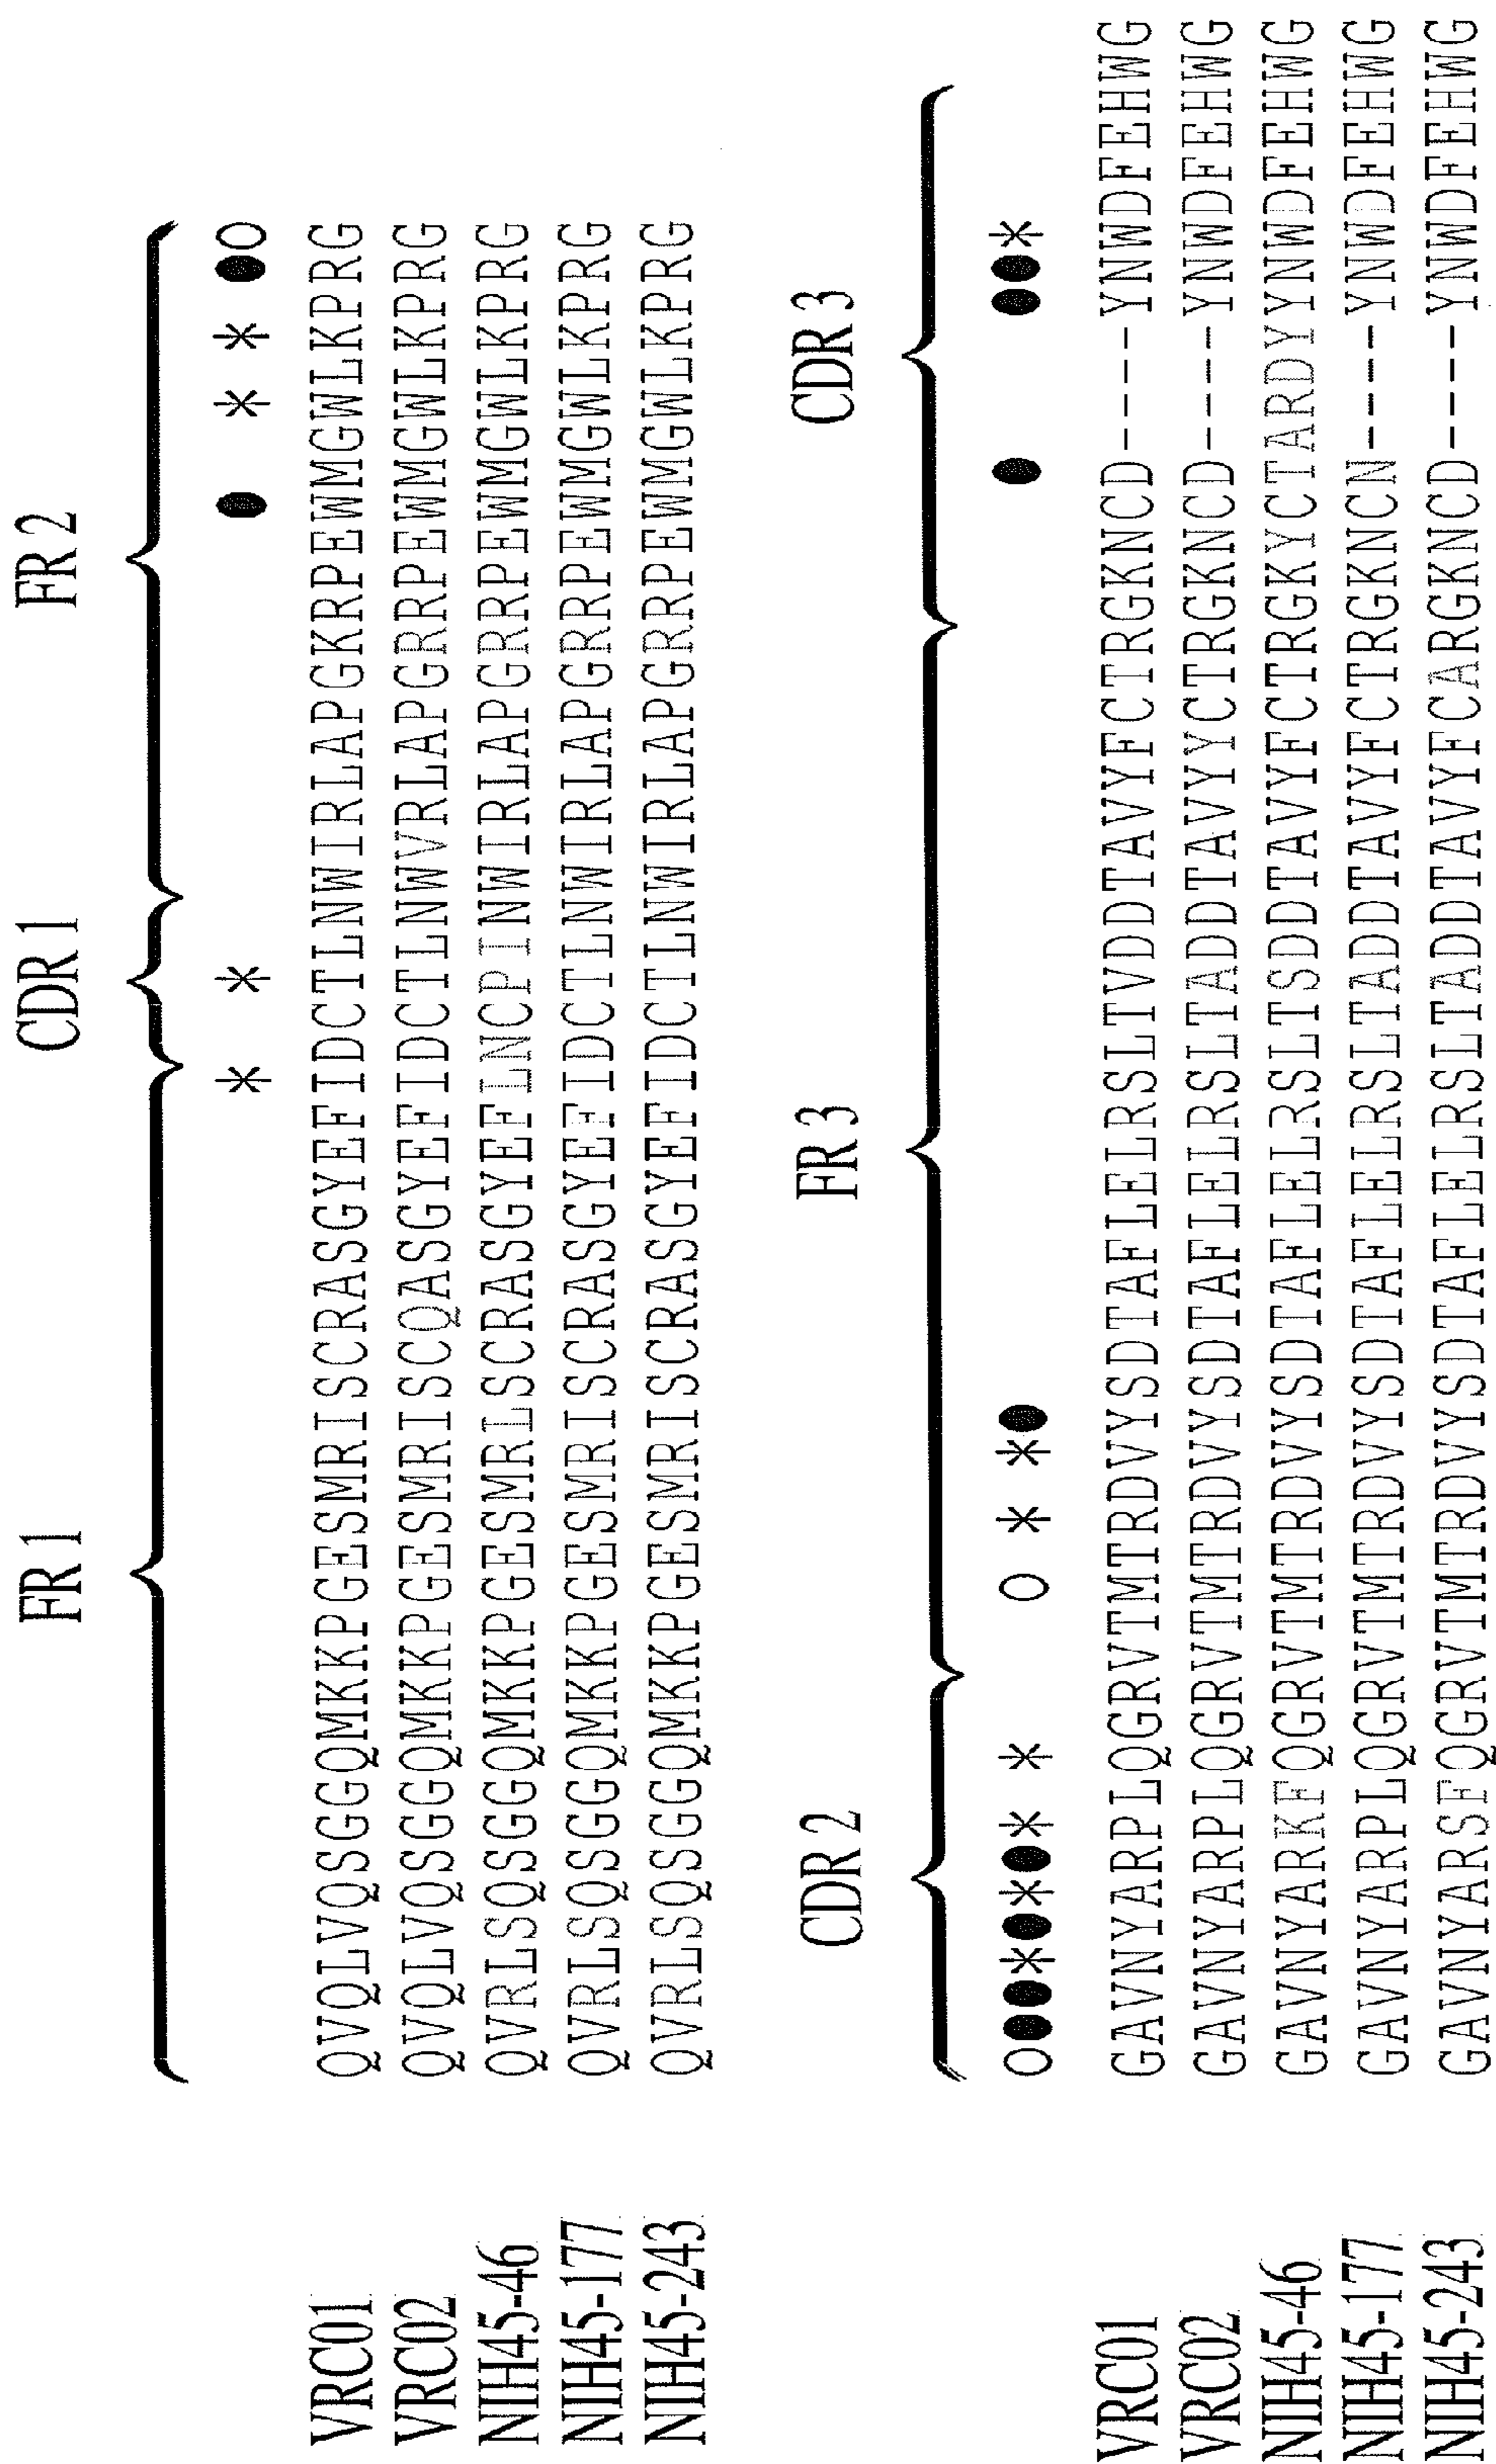 FR 1 CDR 1 FR 2
* * ● * * ● O
VRC01 QVQLVQSGGQMKKPGESMRISCRASGYEFIDCTLNWIRLAPGKRPEWMGWLKPRG
VRC02 QVQLVQSGGQMKKPGESMRISCQASGYEFIDCTLNWVRLAPGRRPEWMGWLKPRG
NIH45-46 QVRLSQSGGQMKKPGESMRLSCRASGYEFLNCPINWIRLAPGRRPEWMGWLKPRG
NIH45-177 QVRLSQSGGQMKKPGESMRISCRASGYEFIDCTLNWIRLAPGRRPEWMGWLKPRG
NIH45-243 QVRLSQSGGQMKKPGESMRISCRASGYEFIDCTLNWIRLAPGRRPEWMGWLKPRG
CDR 2 FR 3 CDR 3
O ● ● * ● * ● * * O * * ● ● ● ● *
VRC01 GAVNYARPLQGRVTMTRDVYSDTAFLELRSLTVDDTAVYFCTRGKNCD----YNWDFEHWG
VRC02 GAVNYARPLQGRVTMTRDVYSDTAFLELRSLTADDTAVYYCTRGKNCD----YNWDFEHWG
NIH45-46 GAVNYARKFQGRVTMTRDVYSDTAFLELRSLTSDDTAVYFCTRGKYCTARDYYNWDFEHWG
NIH45-177 GAVNYARPLQGRVTMTRDVYSDTAFLELRSLTADDTAVYFCTRGKNCN----YNWDFEHWG
NIH45-243 GAVNYARSFQGRVTMTRDVYSDTAFLELRSLTADDTAVYFCARGKNCD----YNWDFEHWG